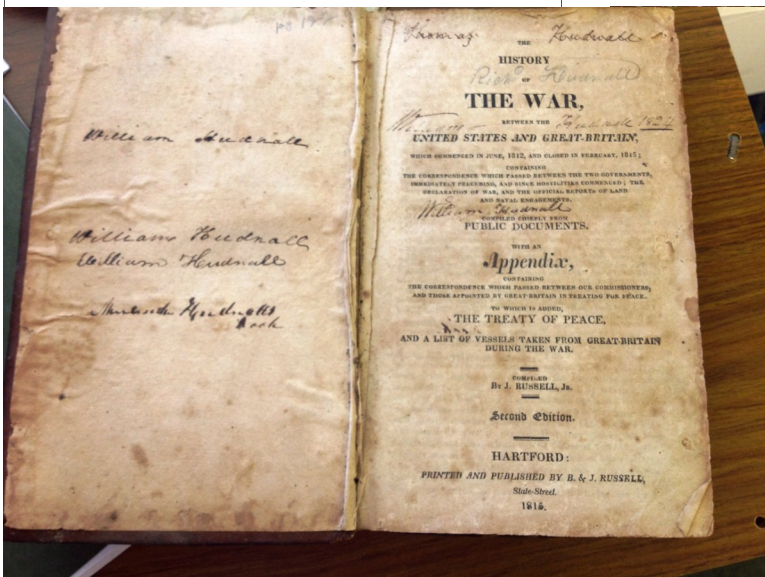 William Hudnall
William Hudnall
William Hudnall
Hudnalls
Book
Hudnall
THE
HISTORY
OF
Richd Hudnall
THE WAR,
BETWEEN THE
William Hudnall 1827
UNITED STATES AND GREAT-BRITAIN,
WHICH COMMENCED IN JUNE, 1812, AND CLOSED IN FEBRUARY, 1815;
CONTAINING
THE CORRESPONDENCE WHICH PASSED BETWEEN THE TWO GOVERNMENTS,
IMMEDIATELY PRECEDING, AND SINCE HOSTILITIES COMMENCED; THE
DECLARATION OF WAR, AND THE OFFICIAL REPORTS OF LAND
AND NAVAL ENGAGEMENTS,
William Hudnall
COMPILED CHIEFLY FROM
PUBLIC DOCUMENTS.
WITH AN
Appendix,
CONTAINING
THE CORRESPONDENCE WHICH PASSED BETWEEN OUR COMMISSIONERS,
AND THOSE APPOINTED BY GREAT-BRITAIN IN TREATING FOR PEACE.
TO WHICH IS ADDED,
THE TREATY OF PEACE,
AND A LIST OF VESSELS TAKEN FROM GREAT-BRITAIN
DURING THE WAR.
COMPILED
BY J. RUSSELL, JR.
Second Edition.
HARTFORD:
PRINTED AND PUBLISHED BY B. & J. RUSSELL,
State-Street.
1815.